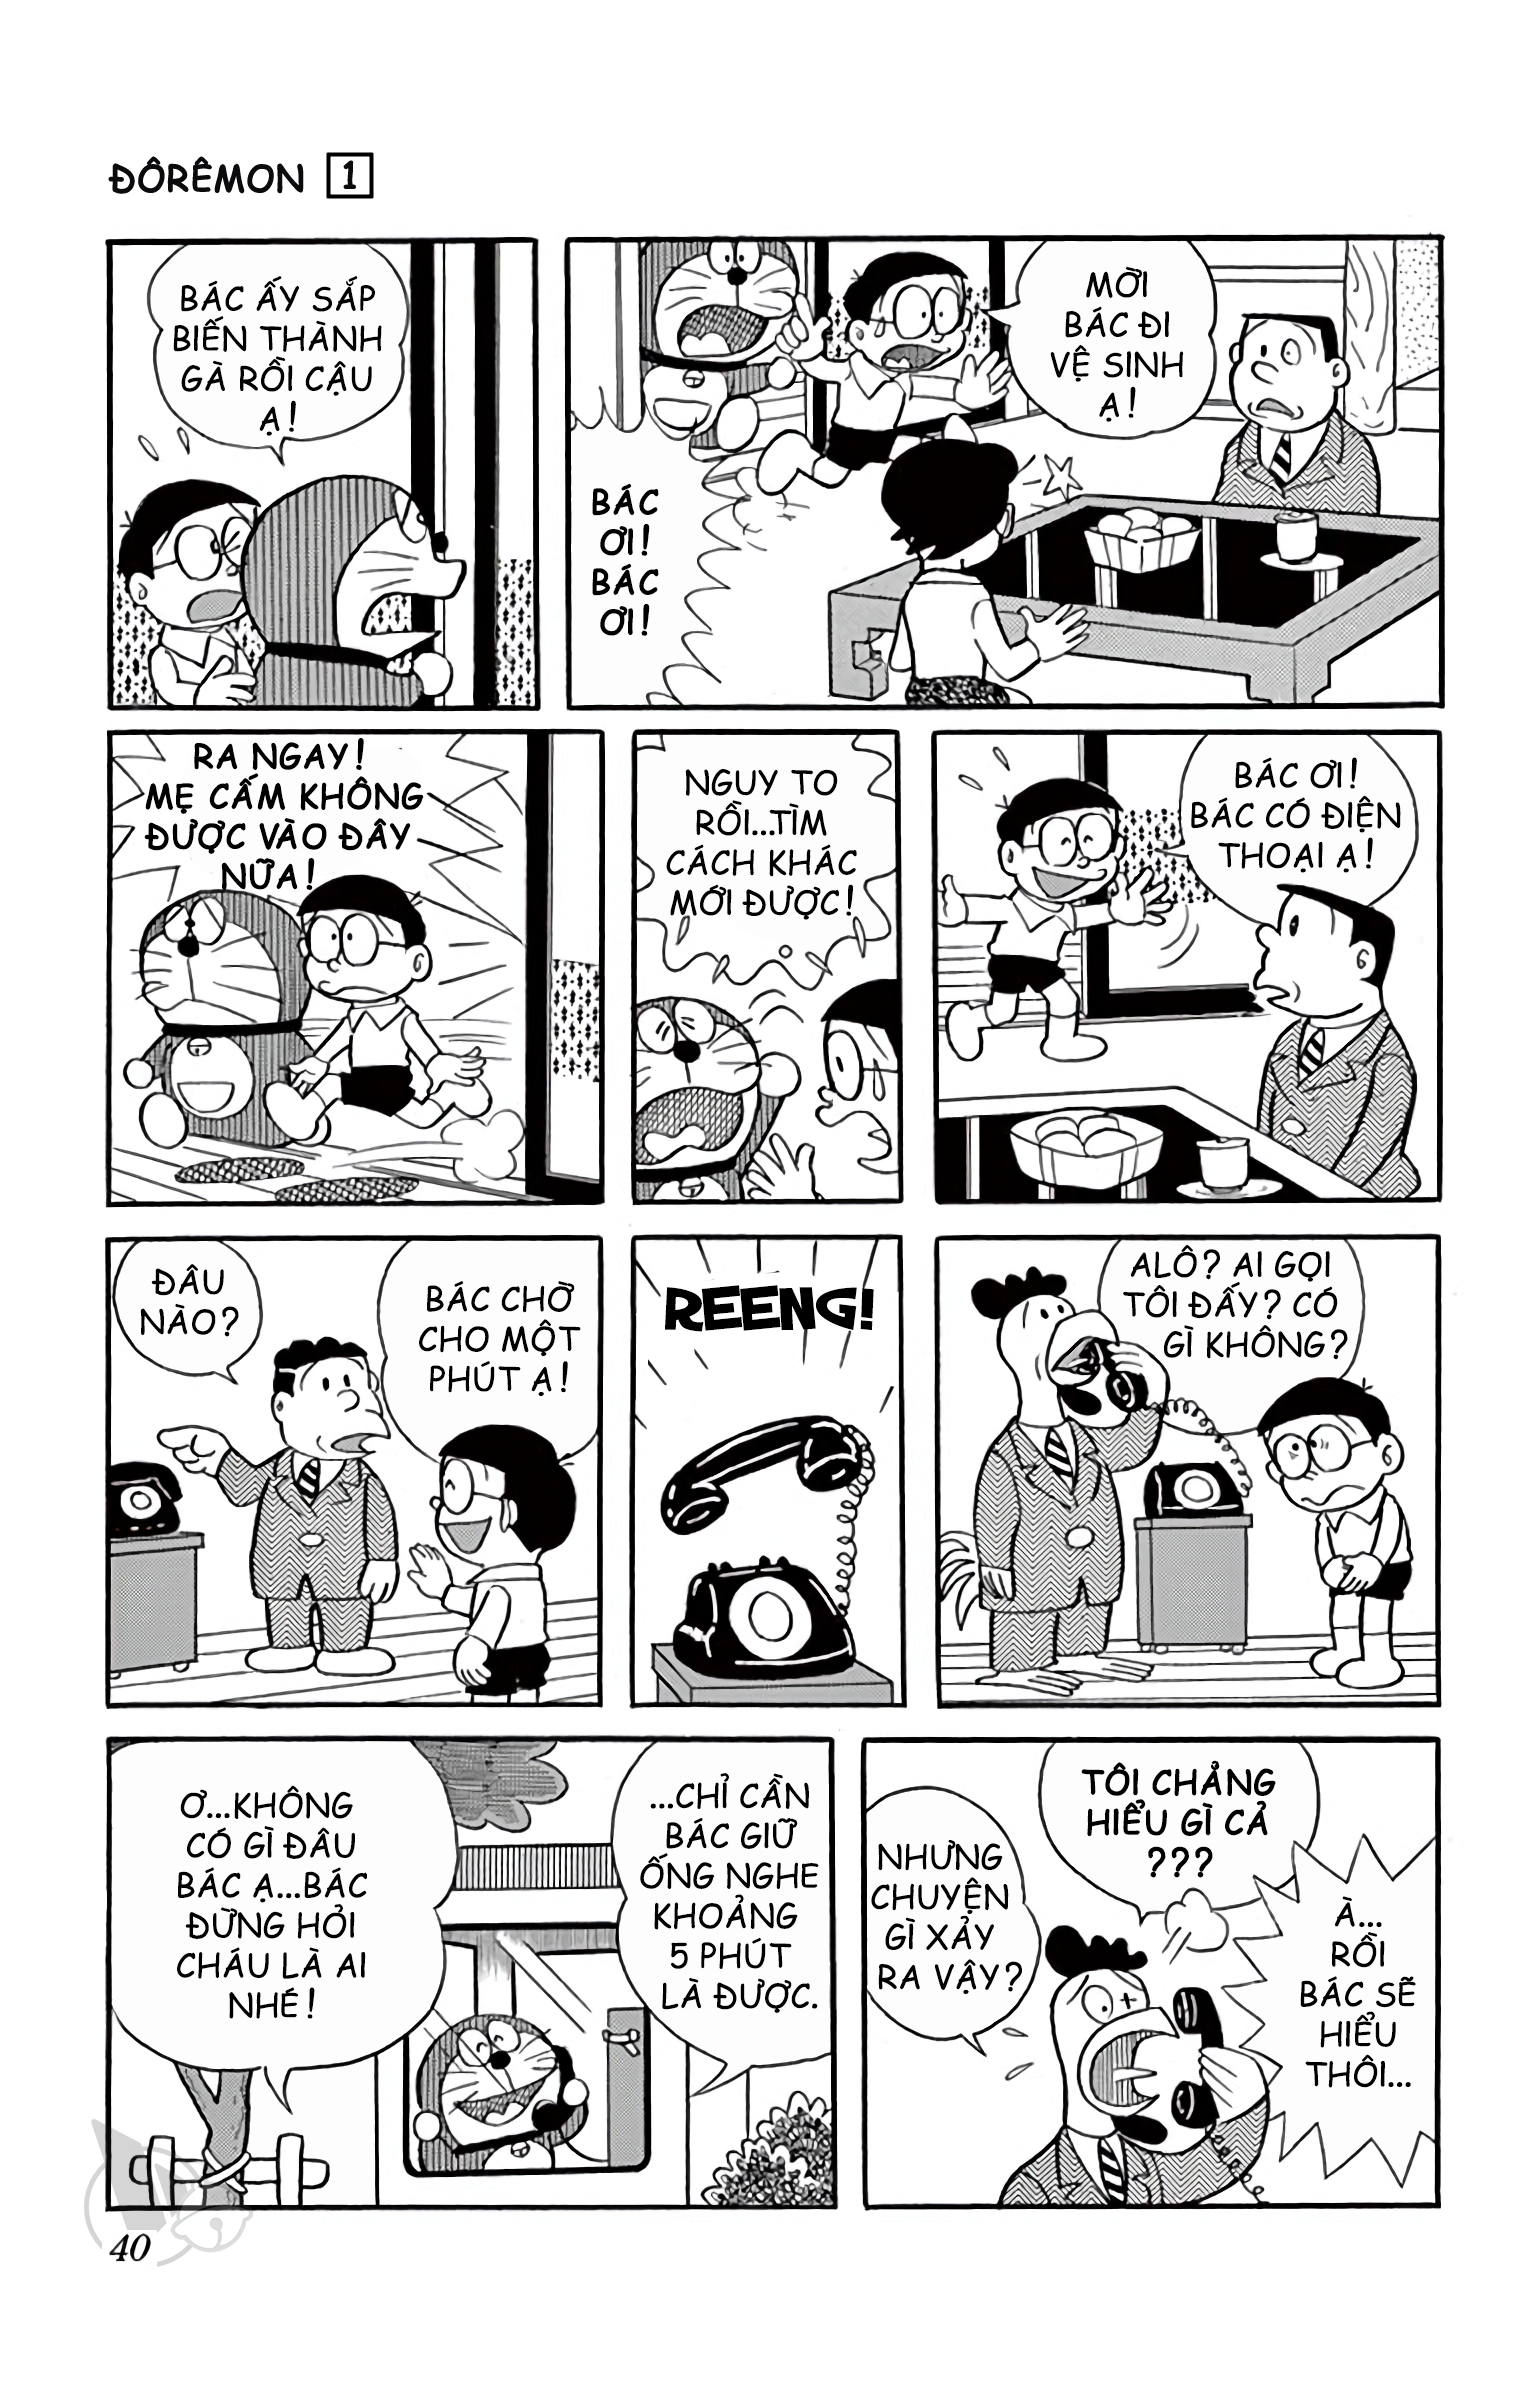 ĐÔRÊMON 1
BÁC ẤY SẮP
BIẾN THÀNH
GÀ RỒI CẬU
Ạ!
BÁC
ƠI!
BÁC
ƠI!
MỜI
BÁC ĐI
VỆ SINH
Ạ!
RA NGAY!
MẸ CẤM KHÔNG
ĐƯỢC VÀO ĐÂY
NỮA!
NGUY TO
RỒI...TÌM
CÁCH KHÁC
MỚI ĐƯỢC!
BÁC ƠI!
BÁC CÓ ĐIỆN
THOẠI Ạ!
ĐÂU
NÀO?
BÁC CHỜ
CHO MỘT
PHÚT Ạ!
REENG!
ALÔ? AI GỌI
TÔI ĐẤY? CÓ
GÌ KHÔNG?
Ơ...KHÔNG
CÓ GÌ ĐÂU
BÁC Ạ...BÁC
ĐỪNG HỎI
CHÁU LÀ AI
NHÉ!
...CHỈ CẦN
BÁC GIỮ
ỐNG NGHE
KHOẢNG
5 PHÚT
LÀ ĐƯỢC.
NHƯNG
CHUYỆN
GÌ XẢY
RA VẬY?
TÔI CHẲNG
HIỂU GÌ CẢ
???
À...
RỒI
BÁC SẼ
HIỂU
THÔI...
40